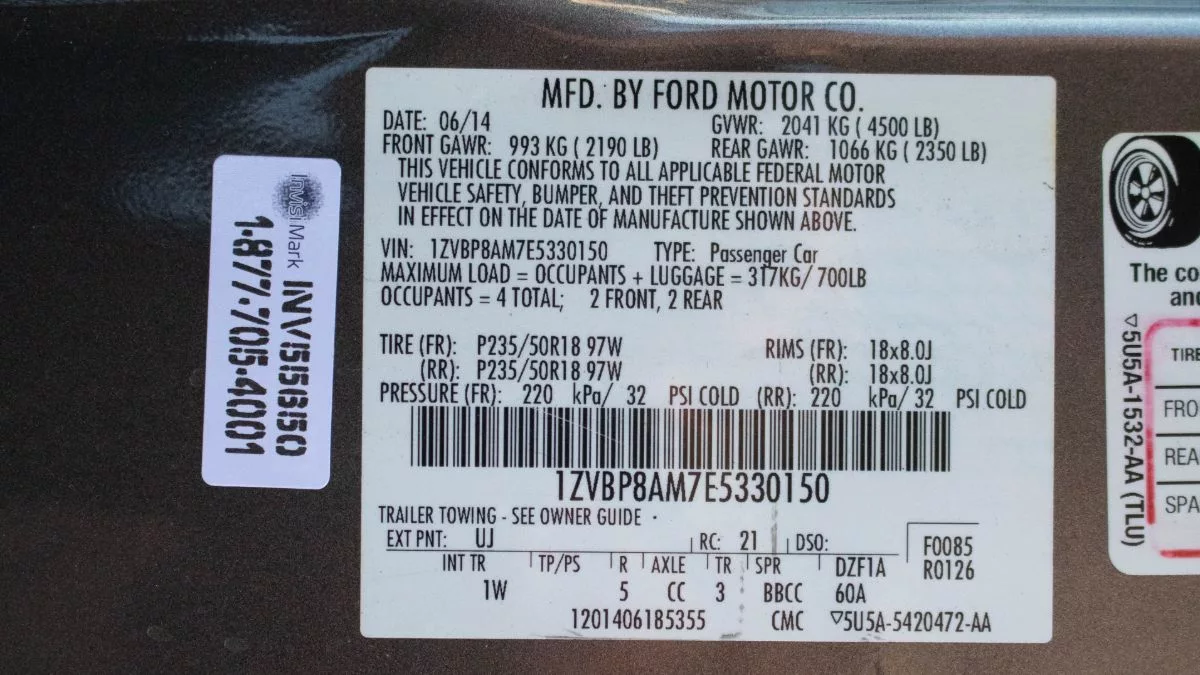 InvisiMark
INV556150
1.877.705.4001
MFD. BY FORD MOTOR CO.
DATE: 06/14 GVWR: 2041 KG ( 4500 LB)
FRONT GAWR: 993 KG ( 2190 LB) REAR GAWR: 1066 KG ( 2350 LB)
THIS VEHICLE CONFORMS TO ALL APPLICABLE FEDERAL MOTOR
VEHICLE SAFETY, BUMPER, AND THEFT PREVENTION STANDARDS
IN EFFECT ON THE DATE OF MANUFACTURE SHOWN ABOVE.
VIN: 1ZVBP8AM7E5330150 TYPE: Passenger Car
MAXIMUM LOAD = OCCUPANTS + LUGGAGE = 317KG/ 700LB
OCCUPANTS = 4 TOTAL; 2 FRONT, 2 REAR
TIRE (FR): P235/50R18 97W RIMS (FR): 18x8.0J
(RR): P235/50R18 97W (RR): 18x8.0J
PRESSURE (FR): 220 kPa/ 32 PSI COLD (RR): 220 kPa/ 32 PSI COLD
1ZVBP8AM7E5330150
TRAILER TOWING - SEE OWNER GUIDE
EXT PNT: UJ RC: 21 DSO: F0085
INT TR TP/PS R AXLE TR SPR DZF1A R0126
1W 5 CC 3 BBCC 60A
1201406185355 CMC ▽5U5A-5420472-AA
The co
and
▽5U5A-1532-AA (TLU)
TIRE
FRO
REA
SPA